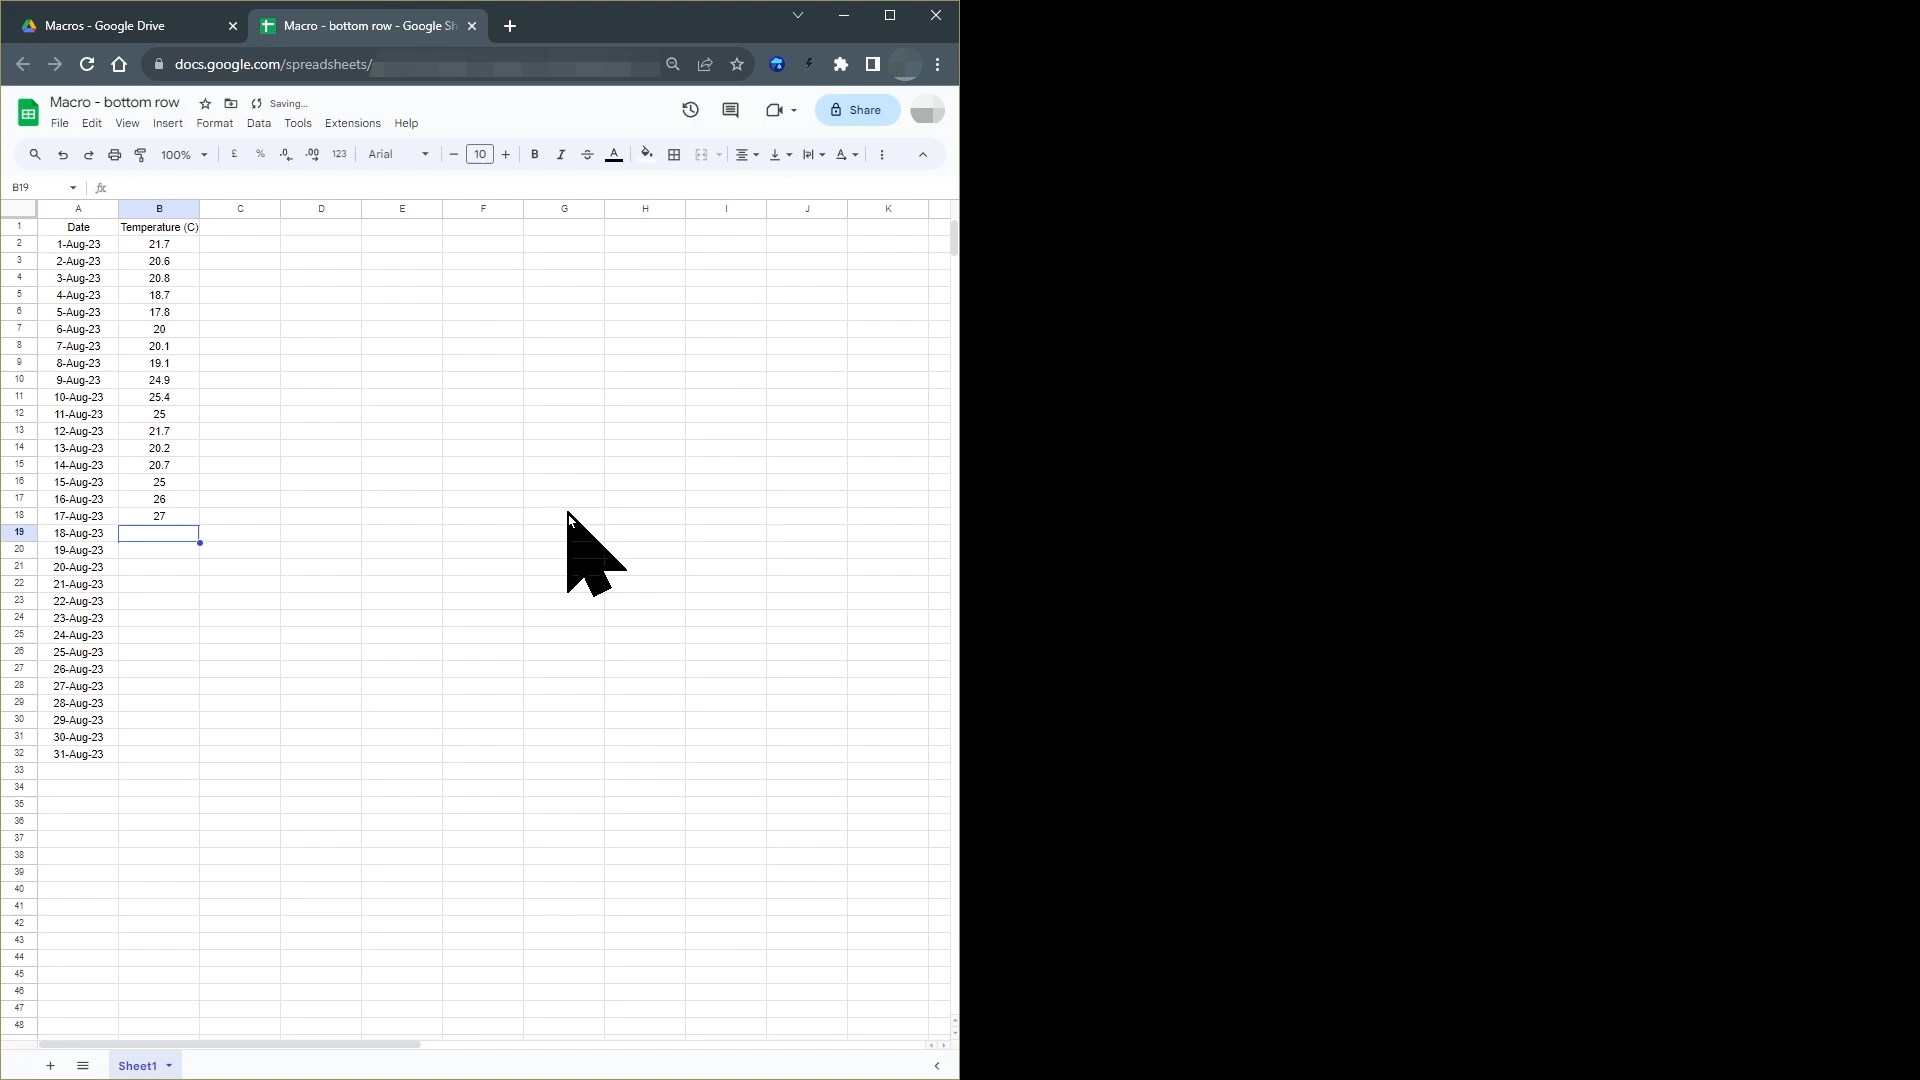 Macros - Google Drive
Macro - bottom row - Google Sh
docs.google.com/spreadsheets/
Macro - bottom row
Saving...
File Edit View Insert Format Data Tools Extensions Help
Share
100% £ % .0 .00 123 Arial 10 B I S A A
B19 fx
A B C D E F G H I J K
1 Date Temperature (C)
2 1-Aug-23 21.7
3 2-Aug-23 20.6
4 3-Aug-23 20.8
5 4-Aug-23 18.7
6 5-Aug-23 17.8
7 6-Aug-23 20
8 7-Aug-23 20.1
9 8-Aug-23 19.1
10 9-Aug-23 24.9
11 10-Aug-23 25.4
12 11-Aug-23 25
13 12-Aug-23 21.7
14 13-Aug-23 20.2
15 14-Aug-23 20.7
16 15-Aug-23 25
17 16-Aug-23 26
18 17-Aug-23 27
19 18-Aug-23
20 19-Aug-23
21 20-Aug-23
22 21-Aug-23
23 22-Aug-23
24 23-Aug-23
25 24-Aug-23
26 25-Aug-23
27 26-Aug-23
28 27-Aug-23
29 28-Aug-23
30 29-Aug-23
31 30-Aug-23
32 31-Aug-23
33
34
35
36
37
38
39
40
41
42
43
44
45
46
47
48
Sheet1